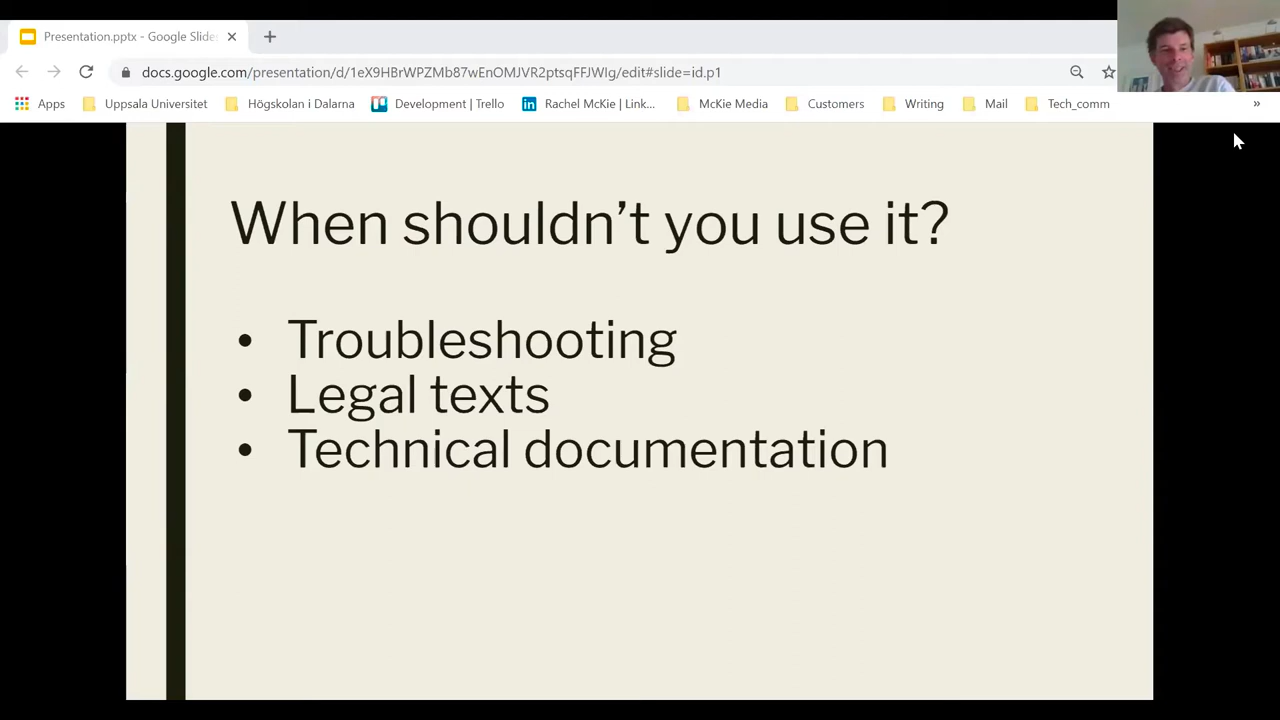 Presentation.pptx - Google Slide
docs.google.com/presentation/d/1eX9HBrWPZMb87wEnOMJVR2ptsqFFJWIg/edit#slide=id.p1
Apps Uppsala Universitet Högskolan i Dalarna Development | Trello Rachel McKie | Link... McKie Media Customers Writing Mail Tech_comm »
When shouldn’t you use it?
• Troubleshooting
• Legal texts
• Technical documentation